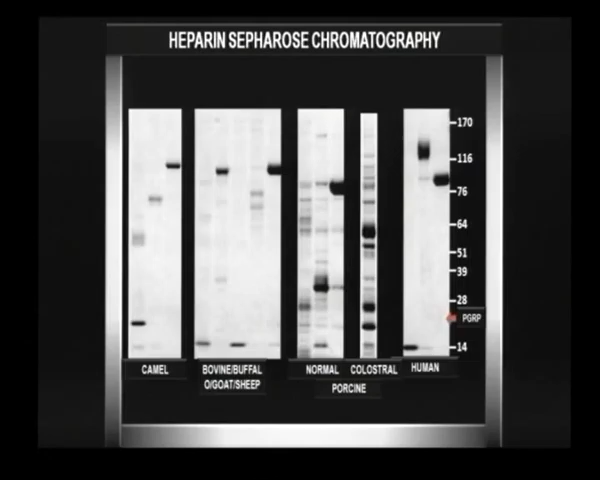 HEPARIN SEPHAROSE CHROMATOGRAPHY
170
116
76
64
51
39
28
PGRP
14
CAMEL
BOVINE/BUFFAL
O/GOAT/SHEEP
NORMAL
COLOSTRAL
PORCINE
HUMAN